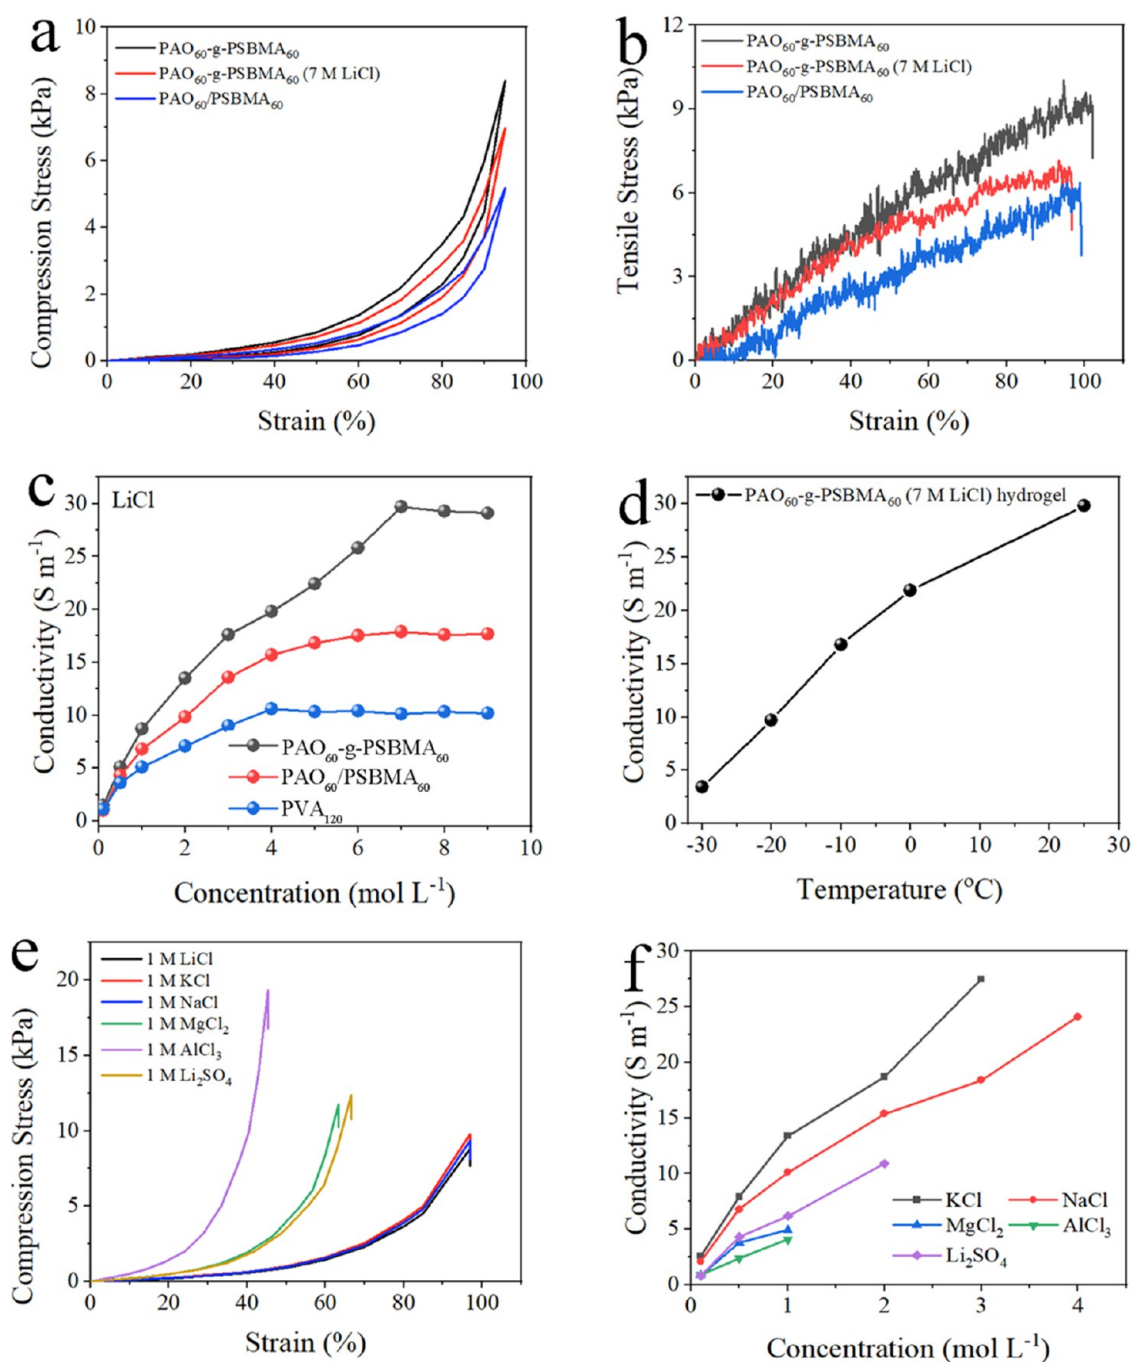 a
PAO₆₀-g-PSBMA₆₀
PAO₆₀-g-PSBMA₆₀ (7 M LiCl)
PAO₆₀/PSBMA₆₀
Compression Stress (kPa)
10
8
6
4
2
0
0 20 40 60 80 100
Strain (%)
b
PAO₆₀-g-PSBMA₆₀
PAO₆₀-g-PSBMA₆₀ (7 M LiCl)
PAO₆₀/PSBMA₆₀
Tensile Stress (kPa)
12
9
6
3
0
0 20 40 60 80 100
Strain (%)
c
LiCl
Conductivity (S m⁻¹)
30
25
20
15
10
5
0
PAO₆₀-g-PSBMA₆₀
PAO₆₀/PSBMA₆₀
PVA₁₂₀
0 2 4 6 8 10
Concentration (mol L⁻¹)
d
PAO₆₀-g-PSBMA₆₀ (7 M LiCl) hydrogel
Conductivity (S m⁻¹)
30
25
20
15
10
5
0
-30 -20 -10 0 10 20 30
Temperature (°C)
e
1 M LiCl
1 M KCl
1 M NaCl
1 M MgCl₂
1 M AlCl₃
1 M Li₂SO₄
Compression Stress (kPa)
20
15
10
5
0
0 20 40 60 80 100
Strain (%)
f
Conductivity (S m⁻¹)
30
25
20
15
10
5
0
KCl NaCl
MgCl₂ AlCl₃
Li₂SO₄
0 1 2 3 4
Concentration (mol L⁻¹)